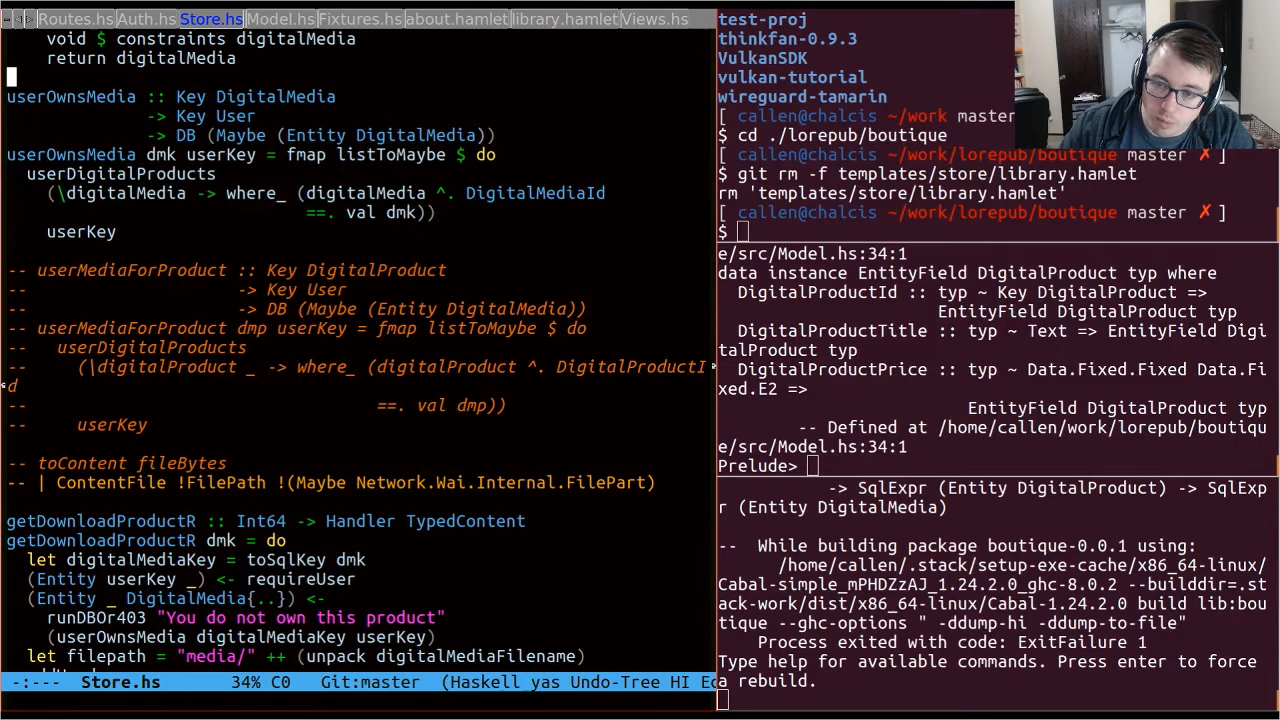 Routes.hs Auth.hs Store.hs Model.hs Fixtures.hs about.hamlet library.hamlet Views.hs
void $ constraints digitalMedia
return digitalMedia
userOwnsMedia :: Key DigitalMedia
-> Key User
-> DB (Maybe (Entity DigitalMedia))
userOwnsMedia dmk userKey = fmap listToMaybe $ do
userDigitalProducts
(\digitalMedia -> where_ (digitalMedia ^. DigitalMediaId
==. val dmk))
userKey
-- userMediaForProduct :: Key DigitalProduct
-- -> Key User
-- -> DB (Maybe (Entity DigitalMedia))
-- userMediaForProduct dmp userKey = fmap listToMaybe $ do
-- userDigitalProducts
-- (\digitalProduct _ -> where_ (digitalProduct ^. DigitalProductI
d
-- ==. val dmp))
-- userKey
-- toContent fileBytes
-- | ContentFile !FilePath !(Maybe Network.Wai.Internal.FilePart)
getDownloadProductR :: Int64 -> Handler TypedContent
getDownloadProductR dmk = do
let digitalMediaKey = toSqlKey dmk
(Entity userKey _) <- requireUser
(Entity _ DigitalMedia{..}) <-
runDBOr403 "You do not own this product"
(userOwnsMedia digitalMediaKey userKey)
let filepath = "media/" ++ (unpack digitalMediaFilename)
-:--- Store.hs 34% C0 Git:master (Haskell yas Undo-Tree HI Ec
test-proj
thinkfan-0.9.3
VulkanSDK
vulkan-tutorial
wireguard-tamarin
[ callen@chalcis ~/work master
$ cd ./lorepub/boutique
[ callen@chalcis ~/work/lorepub/boutique master ✗ ]
$ git rm -f templates/store/library.hamlet
rm 'templates/store/library.hamlet'
[ callen@chalcis ~/work/lorepub/boutique master ✗ ]
$
e/src/Model.hs:34:1
data instance EntityField DigitalProduct typ where
DigitalProductId :: typ ~ Key DigitalProduct =>
EntityField DigitalProduct typ
DigitalProductTitle :: typ ~ Text => EntityField Digi
talProduct typ
DigitalProductPrice :: typ ~ Data.Fixed.Fixed Data.Fi
xed.E2 =>
EntityField DigitalProduct typ
-- Defined at /home/callen/work/lorepub/boutiqu
e/src/Model.hs:34:1
Prelude>
-> SqlExpr (Entity DigitalProduct) -> SqlExp
r (Entity DigitalMedia)
-- While building package boutique-0.0.1 using:
/home/callen/.stack/setup-exe-cache/x86_64-linux/
Cabal-simple_mPHDZzAJ_1.24.2.0_ghc-8.0.2 --builddir=.st
ack-work/dist/x86_64-linux/Cabal-1.24.2.0 build lib:bou
tique --ghc-options " -ddump-hi -ddump-to-file"
Process exited with code: ExitFailure 1
Type help for available commands. Press enter to force
a rebuild.